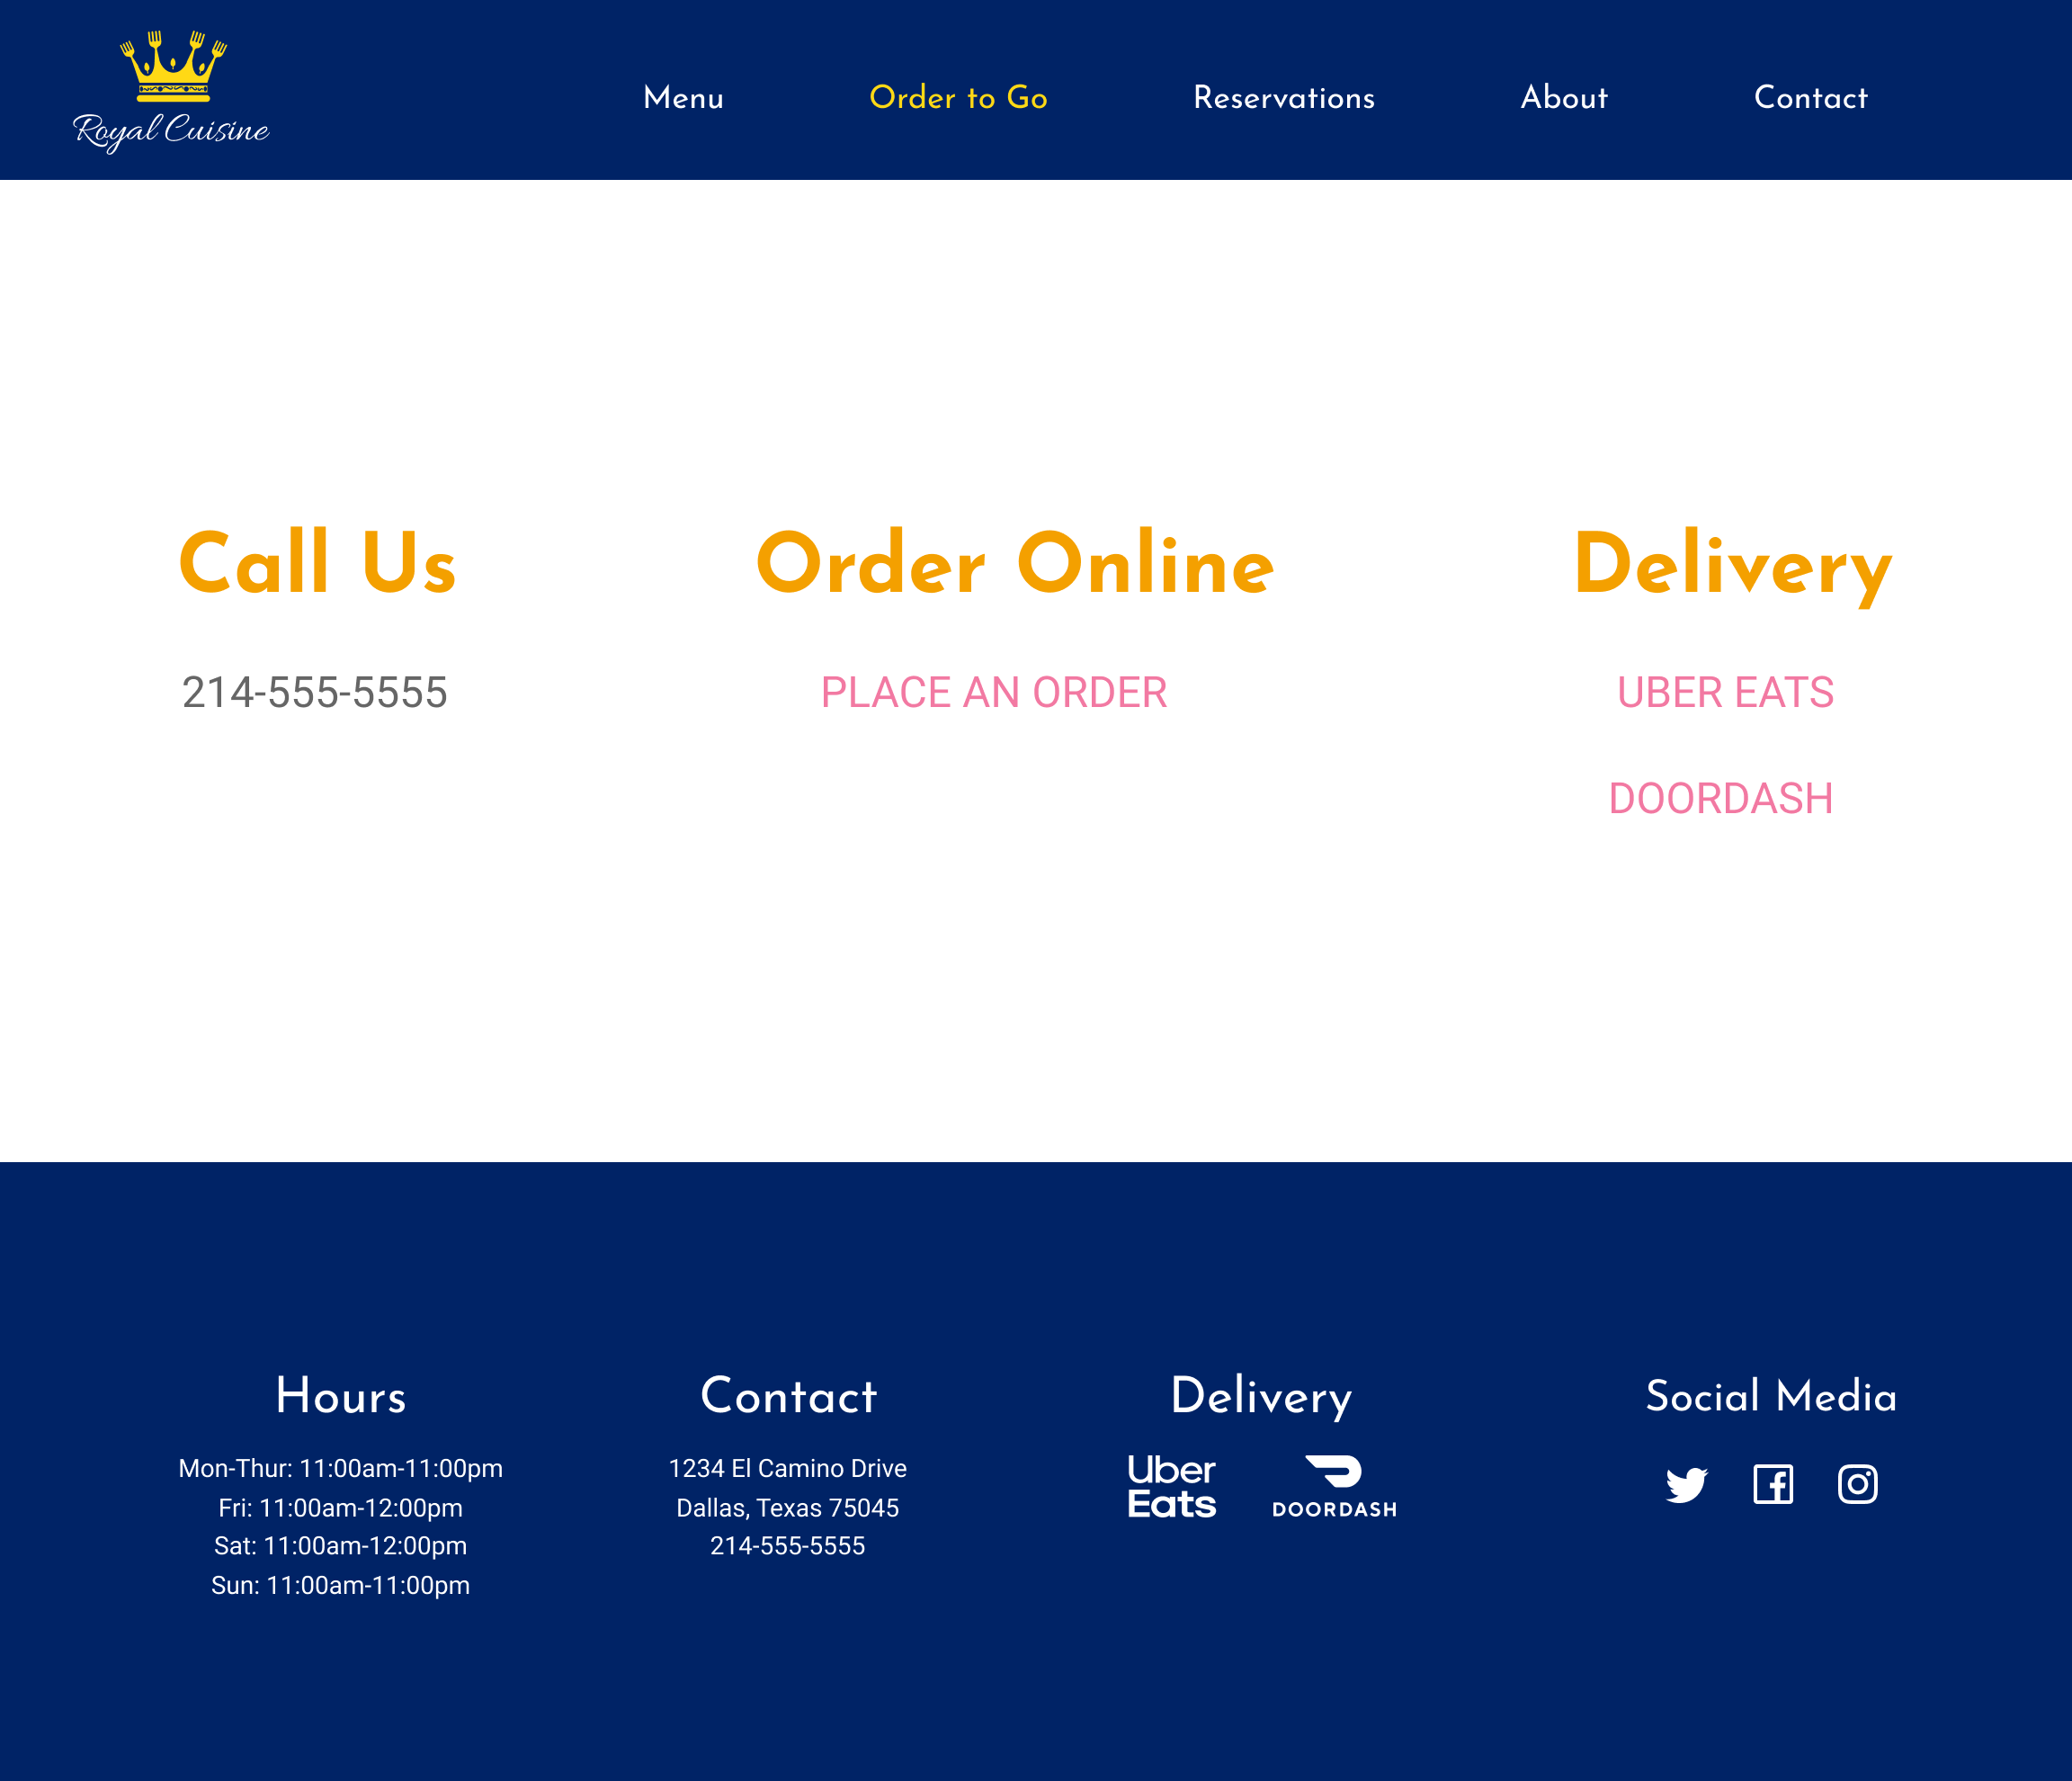 Royal Cuisine
Menu Order to Go Reservations About Contact
Call Us
214-555-5555
Order Online
PLACE AN ORDER
Delivery
UBER EATS
DOORDASH
Hours
Mon-Thur: 11:00am-11:00pm
Fri: 11:00am-12:00pm
Sat: 11:00am-12:00pm
Sun: 11:00am-11:00pm
Contact
1234 El Camino Drive
Dallas, Texas 75045
214-555-5555
Delivery
Uber
Eats
DOORDASH
Social Media